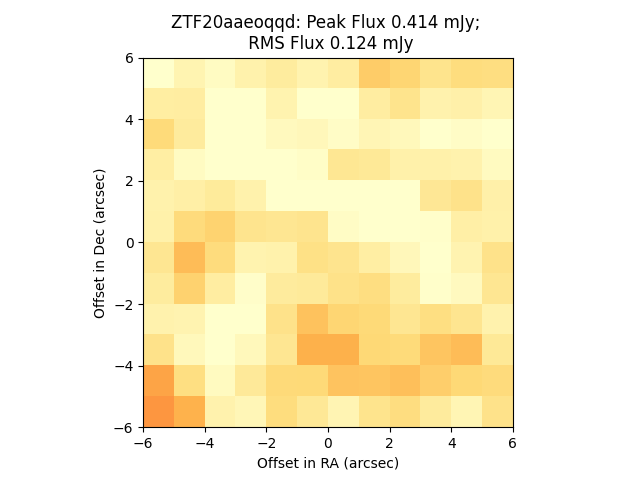 ZTF20aaeoqqd: Peak Flux 0.414 mJy;
RMS Flux 0.124 mJy
6
4
2
0
−2
−4
−6
Offset in Dec (arcsec)
−6 −4 −2 0 2 4 6
Offset in RA (arcsec)